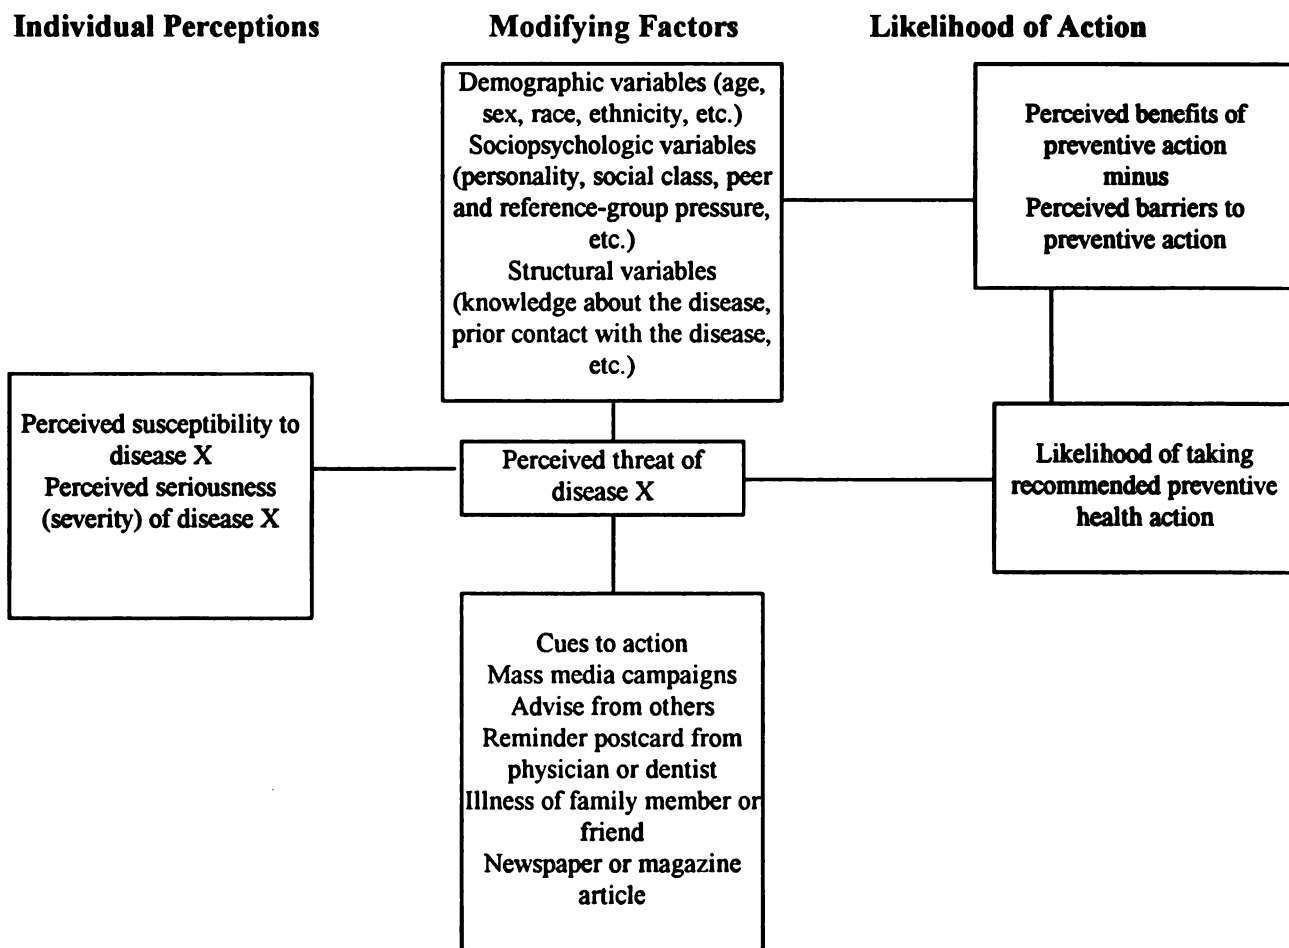 Individual Perceptions
Modifying Factors
Likelihood of Action
Demographic variables (age,
sex, race, ethnicity, etc.)
Sociopsychologic variables
(personality, social class, peer
and reference-group pressure,
etc.)
Structural variables
(knowledge about the disease,
prior contact with the disease,
etc.)
Perceived benefits of
preventive action
minus
Perceived barriers to
preventive action
Perceived susceptibility to
disease X
Perceived seriousness
(severity) of disease X
Perceived threat of
disease X
Likelihood of taking
recommended preventive
health action
Cues to action
Mass media campaigns
Advise from others
Reminder postcard from
physician or dentist
Illness of family member or
friend
Newspaper or magazine
article